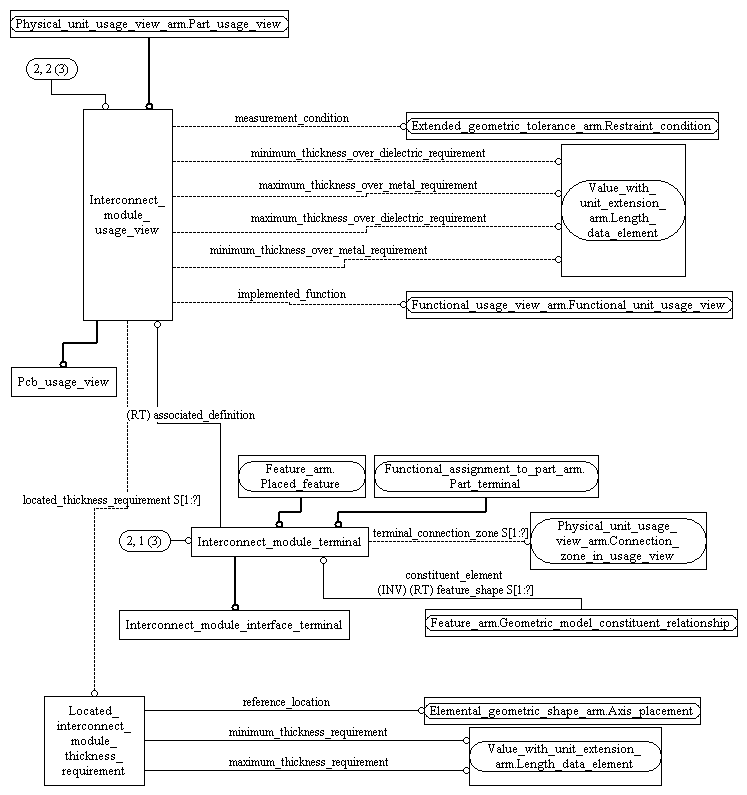 Physical_unit_usage_view_arm.Part_usage_view
2, 2 (3)
measurement_condition
Extended_geometric_tolerance_arm.Restraint_condition
minimum_thickness_over_dielectric_requirement
maximum_thickness_over_metal_requirement
maximum_thickness_over_dielectric_requirement
minimum_thickness_over_metal_requirement
Interconnect_
module_
usage_view
Value_with_
unit_extension_
arm.Length_
data_element
implemented_function
Functional_usage_view_arm.Functional_unit_usage_view
Pcb_usage_view
(RT) associated_definition
Feature_arm.
Placed_feature
Functional_assignment_to_part_arm.
Part_terminal
located_thickness_requirement S[1:?]
2, 1 (3)
Interconnect_module_terminal
terminal_connection_zone S[1:?]
Physical_unit_usage_
view_arm.Connection_
zone_in_usage_view
constituent_element
(INV) (RT) feature_shape S[1:?]
Interconnect_module_interface_terminal
Feature_arm.Geometric_model_constituent_relationship
Located_
interconnect_
module_
thickness_
requirement
reference_location
Elemental_geometric_shape_arm.Axis_placement
minimum_thickness_requirement
maximum_thickness_requirement
Value_with_unit_extension_
arm.Length_data_element